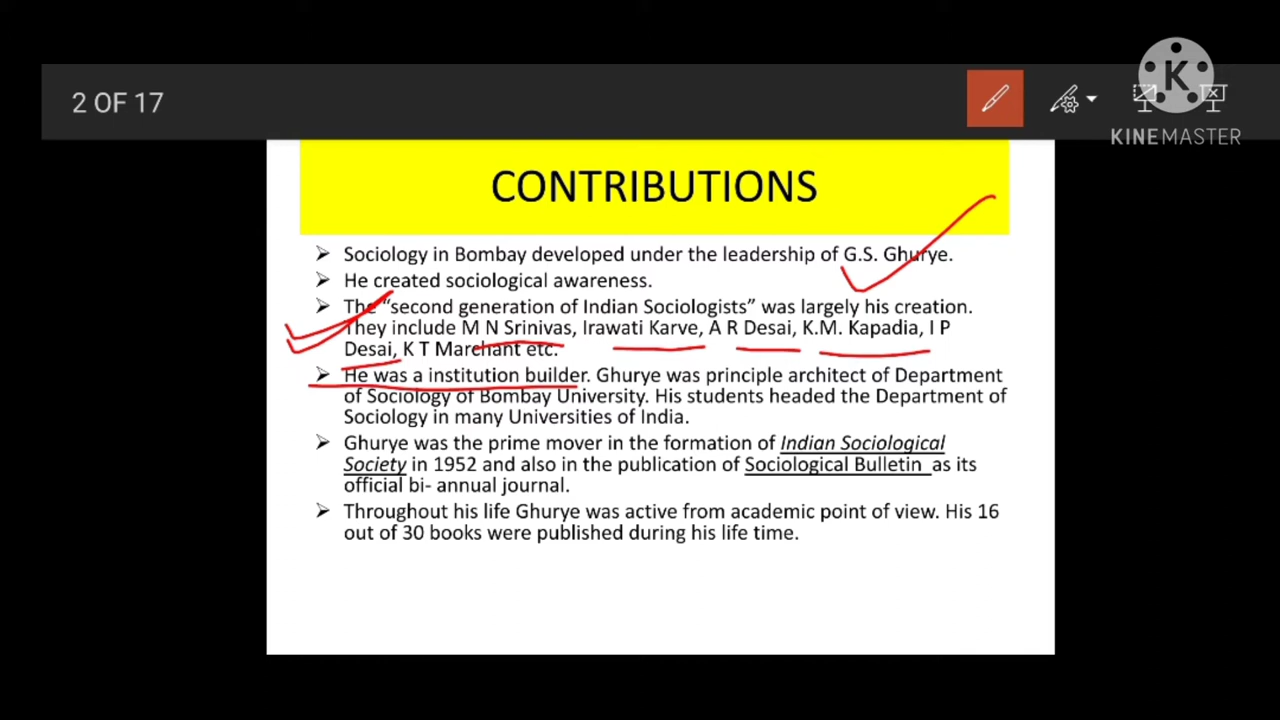 2 OF 17
K
KINEMASTER
CONTRIBUTIONS
➢ Sociology in Bombay developed under the leadership of G.S. Ghurye.
➢ He created sociological awareness.
➢ The “second generation of Indian Sociologists” was largely his creation.
They include M N Srinivas, Irawati Karve, A R Desai, K.M. Kapadia, I P
Desai, K T Marchant etc.
➢ He was a institution builder. Ghurye was principle architect of Department
of Sociology of Bombay University. His students headed the Department of
Sociology in many Universities of India.
➢ Ghurye was the prime mover in the formation of Indian Sociological
Society in 1952 and also in the publication of Sociological Bulletin as its
official bi- annual journal.
➢ Throughout his life Ghurye was active from academic point of view. His 16
out of 30 books were published during his life time.